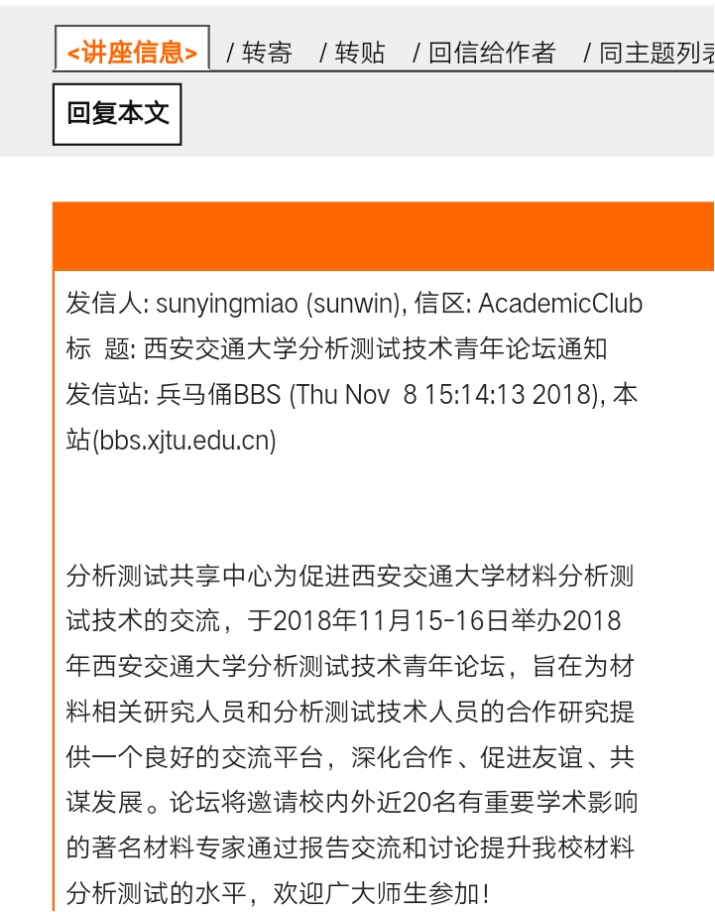 <讲座信息> / 转寄 / 转贴 / 回信给作者 / 同主题列表
回复本文
发信人: sunyingmiao (sunwin), 信区: AcademicClub
标 题: 西安交通大学分析测试技术青年论坛通知
发信站: 兵马俑BBS (Thu Nov 8 15:14:13 2018), 本
站(bbs.xjtu.edu.cn)
分析测试共享中心为促进西安交通大学材料分析测
试技术的交流，于2018年11月15-16日举办2018
年西安交通大学分析测试技术青年论坛，旨在为材
料相关研究人员和分析测试技术人员的合作研究提
供一个良好的交流平台，深化合作、促进友谊、共
谋发展。论坛将邀请校内外近20名有重要学术影响
的著名材料专家通过报告交流和讨论提升我校材料
分析测试的水平，欢迎广大师生参加！